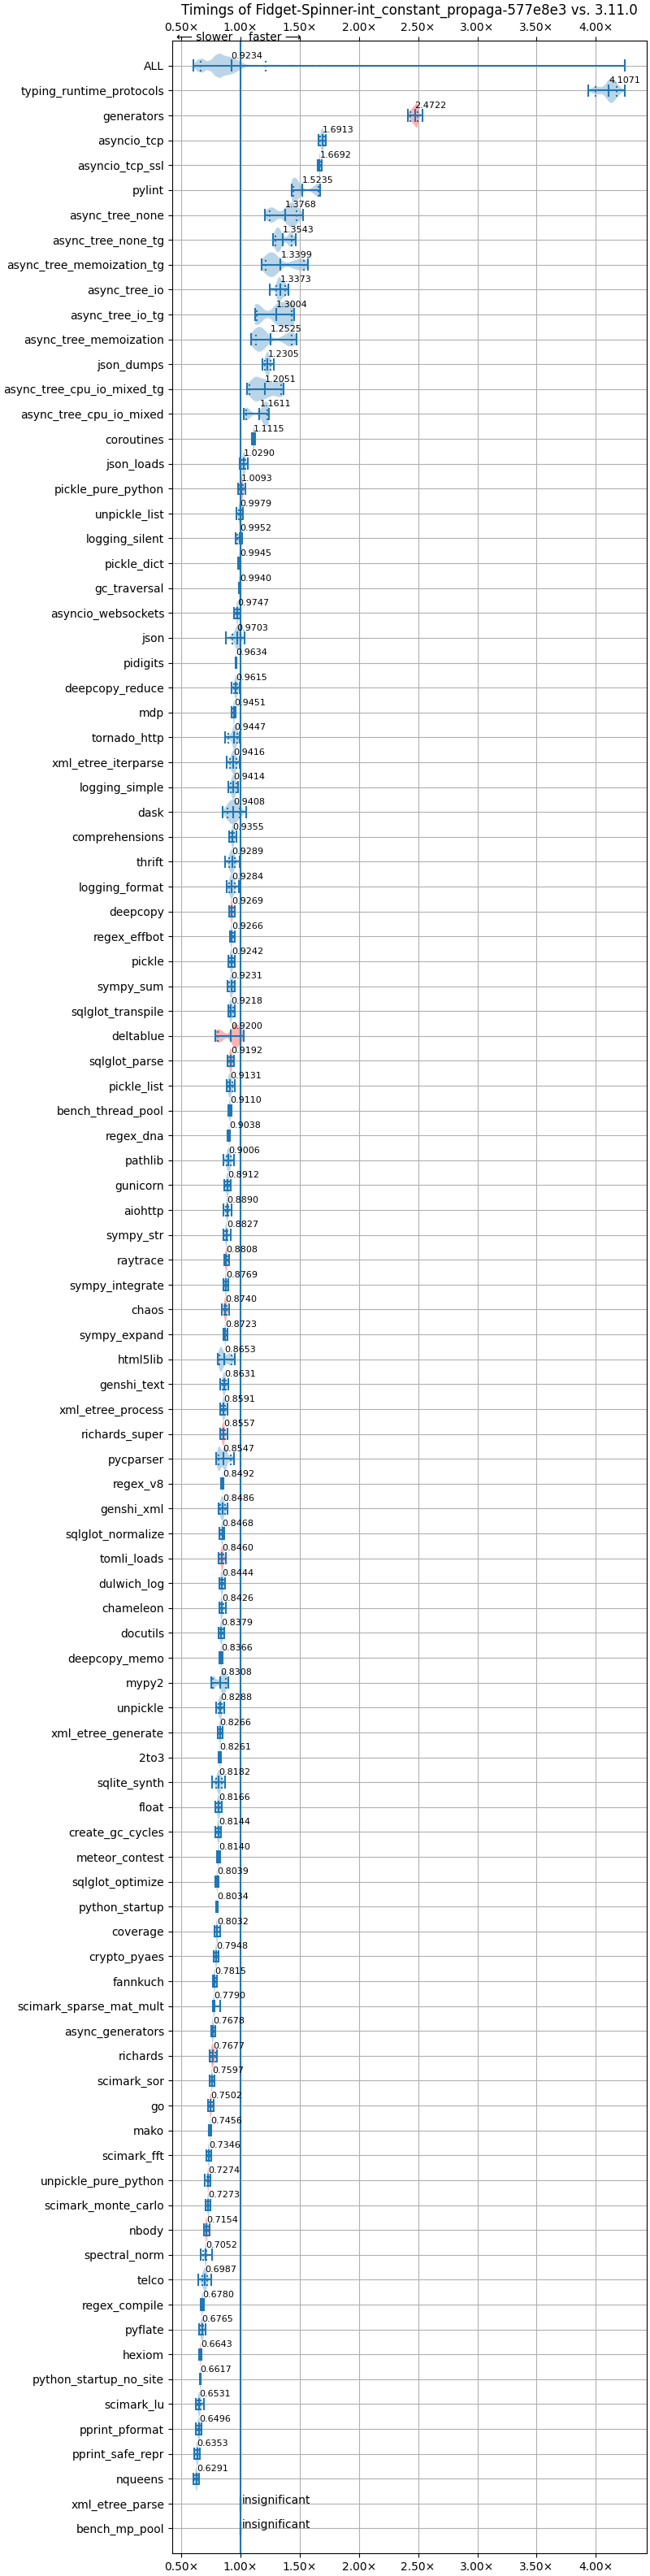 Timings of Fidget-Spinner-int_constant_propaga-577e8e3 vs. 3.11.0
0.50× 1.00× 1.50× 2.00× 2.50× 3.00× 3.50× 4.00×
⟵ slower faster ⟶
ALL 0.9234
typing_runtime_protocols 4.1071
generators 2.4722
asyncio_tcp 1.6913
asyncio_tcp_ssl 1.6692
pylint 1.5235
async_tree_none 1.3768
async_tree_none_tg 1.3543
async_tree_memoization_tg 1.3399
async_tree_io 1.3373
async_tree_io_tg 1.3004
async_tree_memoization 1.2525
json_dumps 1.2305
async_tree_cpu_io_mixed_tg 1.2051
async_tree_cpu_io_mixed 1.1611
coroutines 1.1115
json_loads 1.0290
pickle_pure_python 1.0093
unpickle_list 0.9979
logging_silent 0.9952
pickle_dict 0.9945
gc_traversal 0.9940
asyncio_websockets 0.9747
json 0.9703
pidigits 0.9634
deepcopy_reduce 0.9615
mdp 0.9451
tornado_http 0.9447
xml_etree_iterparse 0.9416
logging_simple 0.9414
dask 0.9408
comprehensions 0.9355
thrift 0.9289
logging_format 0.9284
deepcopy 0.9269
regex_effbot 0.9266
pickle 0.9242
sympy_sum 0.9231
sqlglot_transpile 0.9218
deltablue 0.9200
sqlglot_parse 0.9192
pickle_list 0.9131
bench_thread_pool 0.9110
regex_dna 0.9038
pathlib 0.9006
gunicorn 0.8912
aiohttp 0.8890
sympy_str 0.8827
raytrace 0.8808
sympy_integrate 0.8769
chaos 0.8740
sympy_expand 0.8723
html5lib 0.8653
genshi_text 0.8631
xml_etree_process 0.8591
richards_super 0.8557
pycparser 0.8547
regex_v8 0.8492
genshi_xml 0.8486
sqlglot_normalize 0.8468
tomli_loads 0.8460
dulwich_log 0.8444
chameleon 0.8426
docutils 0.8379
deepcopy_memo 0.8366
mypy2 0.8308
unpickle 0.8288
xml_etree_generate 0.8266
2to3 0.8261
sqlite_synth 0.8182
float 0.8166
create_gc_cycles 0.8144
meteor_contest 0.8140
sqlglot_optimize 0.8039
python_startup 0.8034
coverage 0.8032
crypto_pyaes 0.7948
fannkuch 0.7815
scimark_sparse_mat_mult 0.7790
async_generators 0.7678
richards 0.7677
scimark_sor 0.7597
go 0.7502
mako 0.7456
scimark_fft 0.7346
unpickle_pure_python 0.7274
scimark_monte_carlo 0.7273
nbody 0.7154
spectral_norm 0.7052
telco 0.6987
regex_compile 0.6780
pyflate 0.6765
hexiom 0.6643
python_startup_no_site 0.6617
scimark_lu 0.6531
pprint_pformat 0.6496
pprint_safe_repr 0.6353
nqueens 0.6291
xml_etree_parse insignificant
bench_mp_pool insignificant
0.50× 1.00× 1.50× 2.00× 2.50× 3.00× 3.50× 4.00×